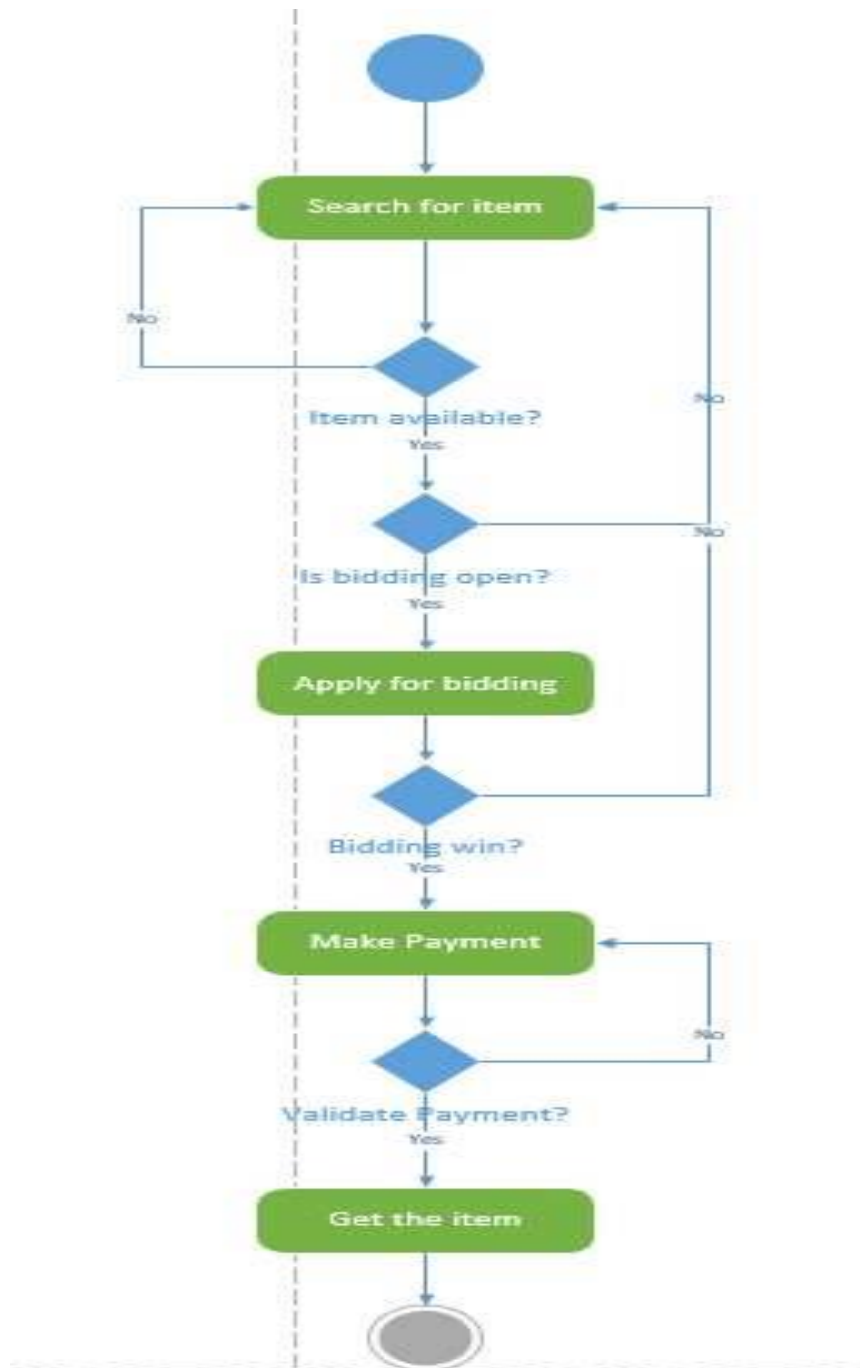 Search for item
No
No
Item available?
Yes
No
Is bidding open?
Yes
Apply for bidding
Bidding win?
Yes
Make Payment
No
Validate Payment?
Yes
Get the item